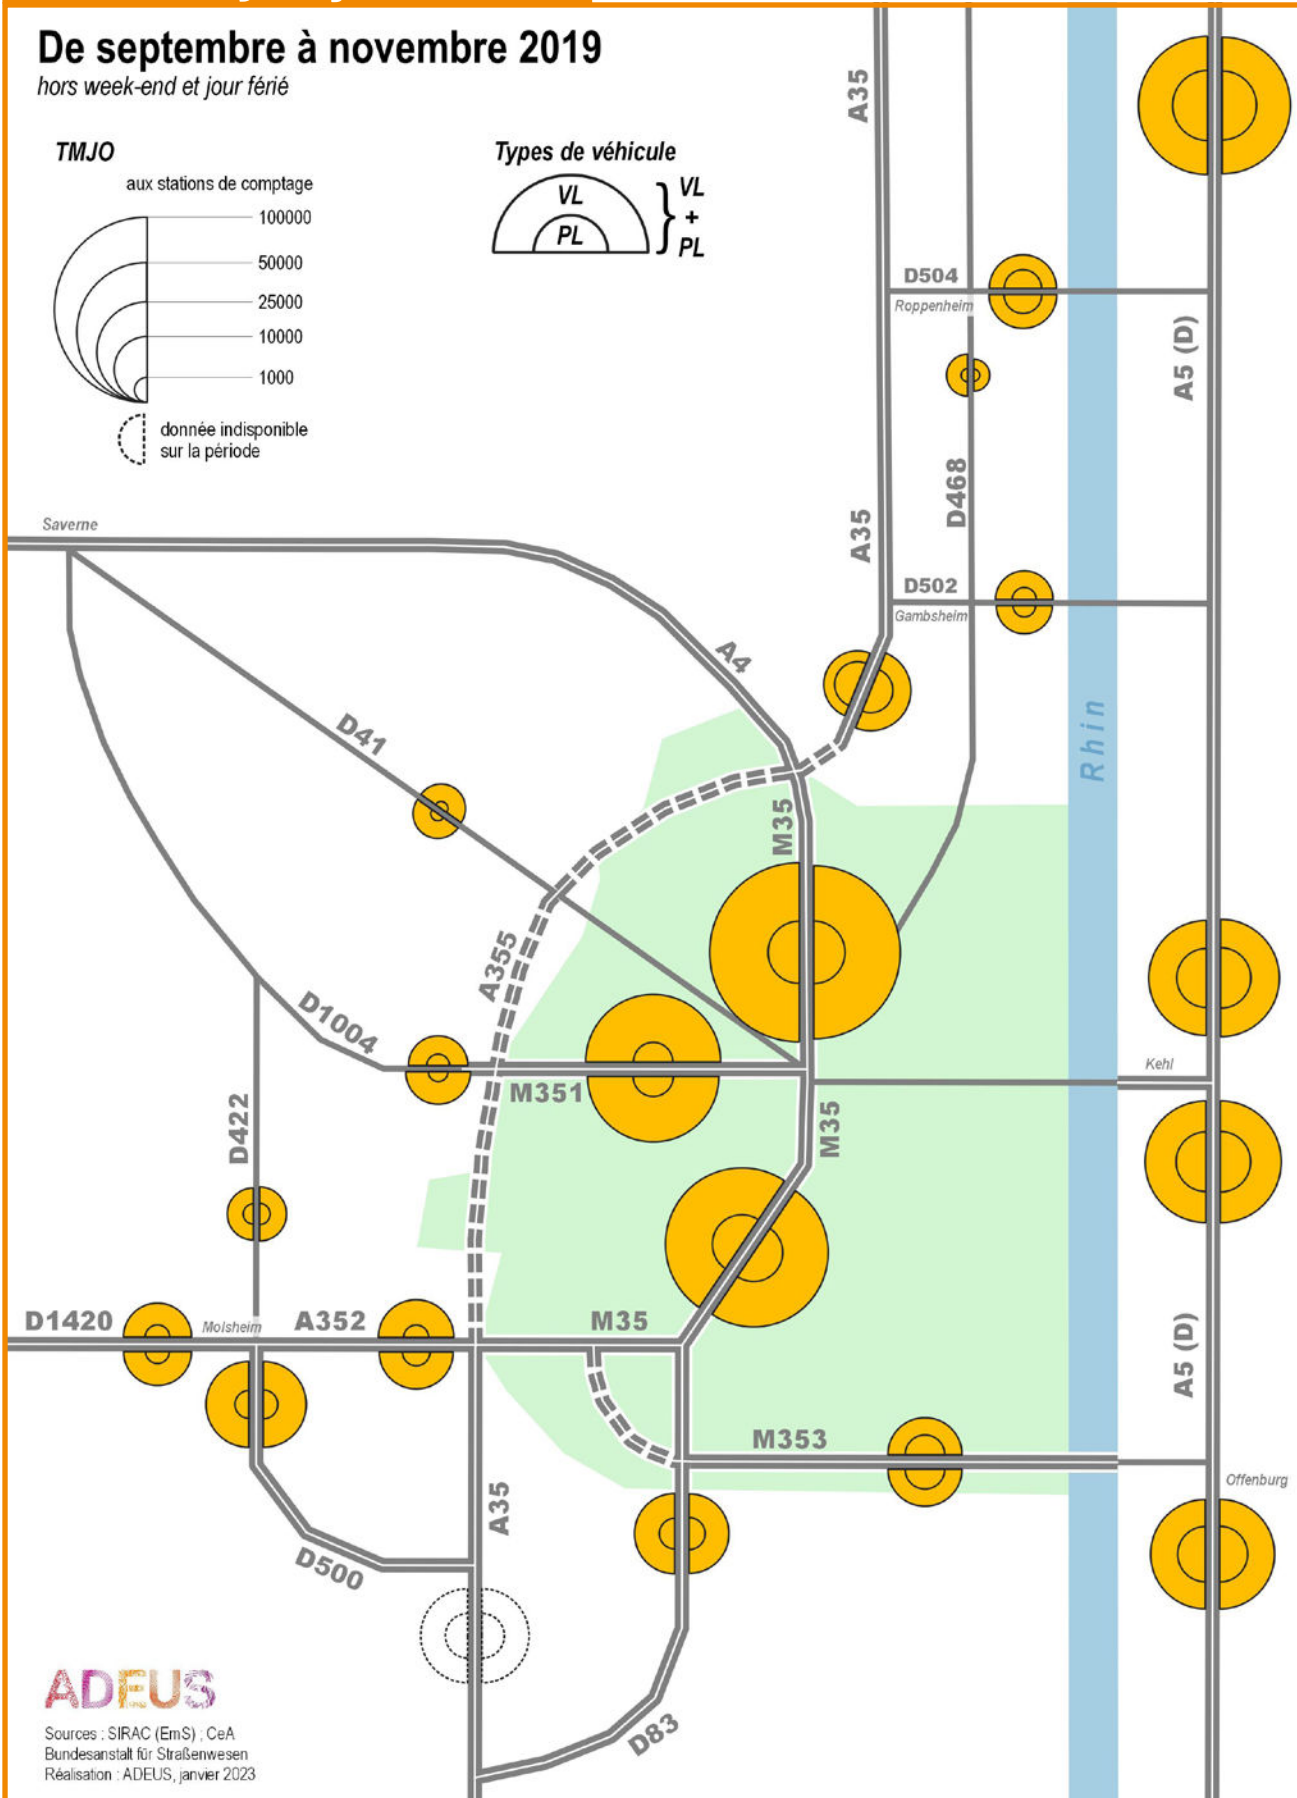 De septembre à novembre 2019
hors week-end et jour férié
TMJO
aux stations de comptage
100000
50000
25000
10000
1000
donnée indisponible
sur la période
Types de véhicule
VL
PL
VL
+
PL
A35
D504
Roppenheim
A5 (D)
D468
A35
Saverne
D502
Gambsheim
A4
Rhin
D41
M35
A355
D1004
M351
Kehl
M35
D422
D1420
Molsheim
A352
M35
A5 (D)
M353
Offenburg
A35
D500
D83
ADEUS
Sources : SIRAC (EmS) ; CeA
Bundesanstalt für Straßenwesen
Réalisation : ADEUS, janvier 2023